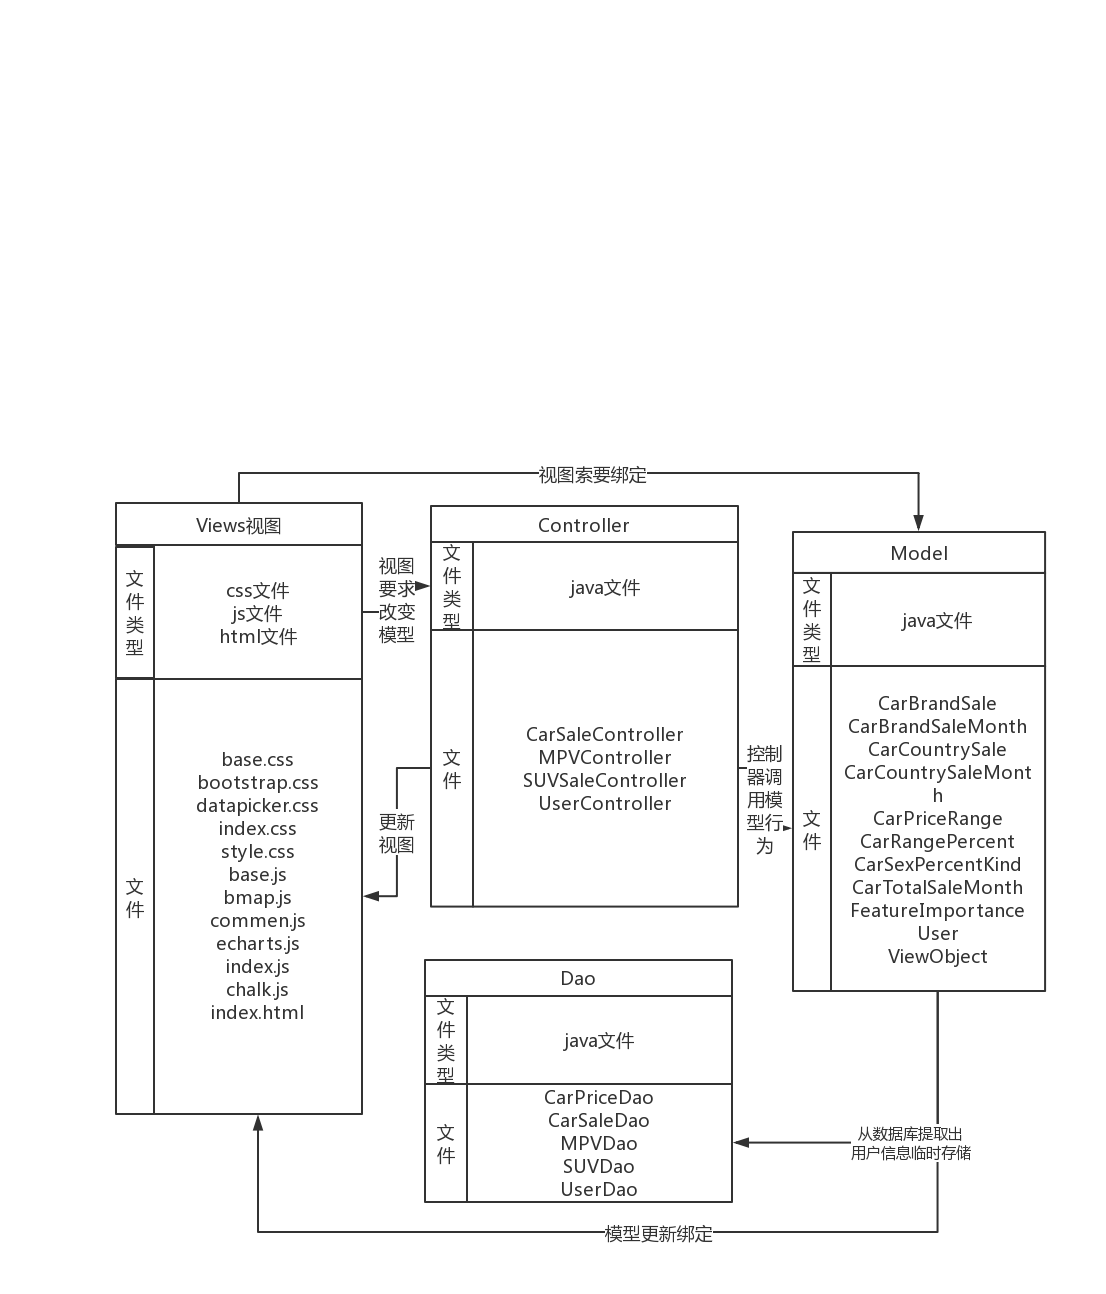 视图索要绑定
Views视图
文
件
类
型
css文件
js文件
html文件
文
件
base.css
bootstrap.css
datapicker.css
index.css
style.css
base.js
bmap.js
commen.js
echarts.js
index.js
chalk.js
index.html
视图
要求
改变
模型
更新
视图
Controller
文
件
类
型
java文件
文
件
CarSaleController
MPVController
SUVSaleController
UserController
控制
器调
用模
型行
为
Model
文
件
类
型
java文件
文
件
CarBrandSale
CarBrandSaleMonth
CarCountrySale
CarCountrySaleMont
h
CarPriceRange
CarRangePercent
CarSexPercentKind
CarTotalSaleMonth
FeatureImportance
User
ViewObject
Dao
文
件
类
型
java文件
文
件
CarPriceDao
CarSaleDao
MPVDao
SUVDao
UserDao
从数据库提取出
用户信息临时存储
模型更新绑定